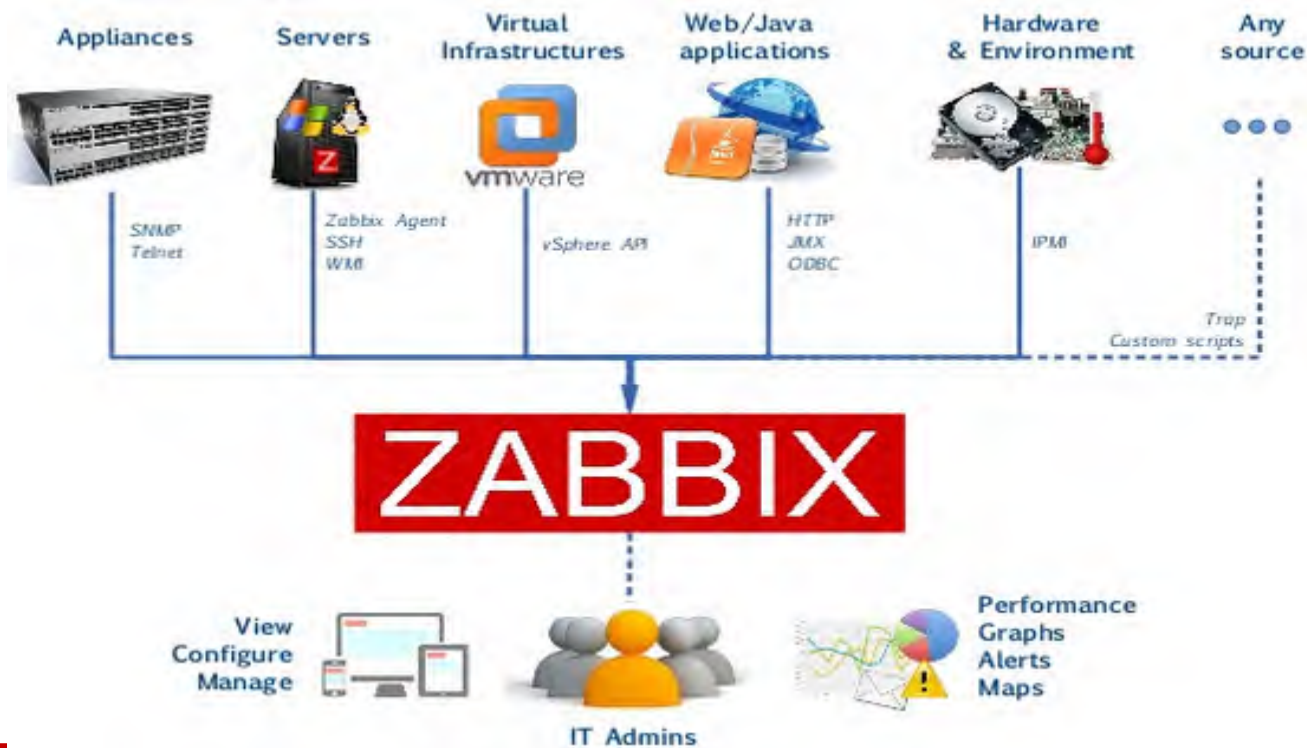 Appliances
Servers
Virtual
Infrastructures
Web/Java
applications
Hardware
& Environment
Any
source
Z
vmware
SNMP
Telnet
Zabbix Agent
SSH
WMI
vSphere API
HTTP
JMX
ODBC
IPMI
Trap
Custom scripts
ZABBIX
View
Configure
Manage
IT Admins
Performance
Graphs
Alerts
Maps